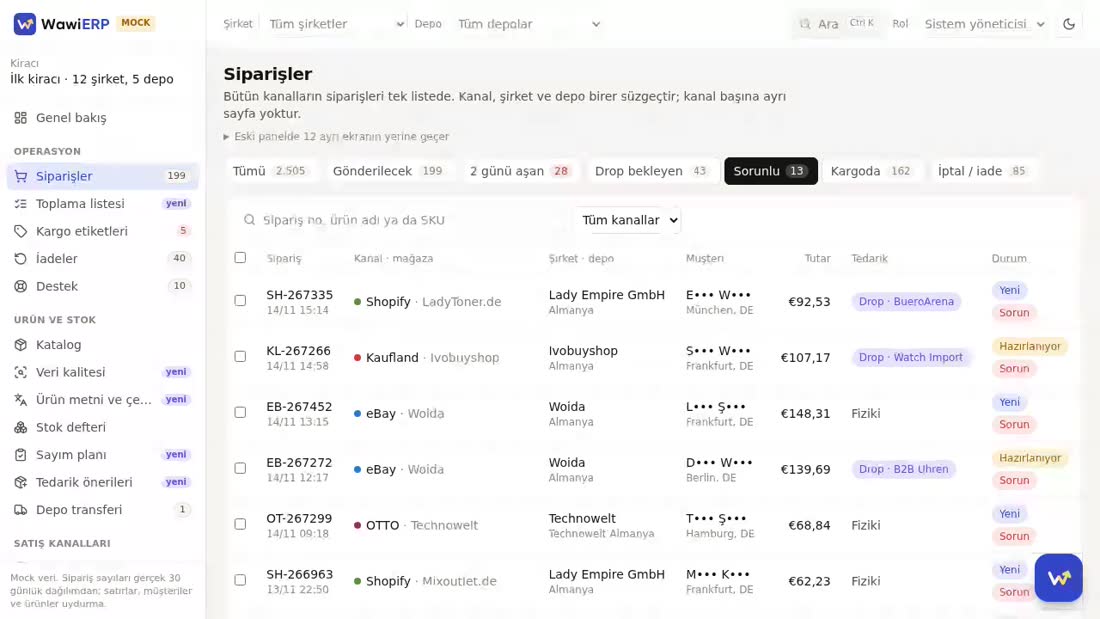 WawiERP MOCK
Şirket Tüm şirketler Depo Tüm depolar Ara Ctrl K Rol Sistem yöneticisi
Kiracı
İlk kiracı · 12 şirket, 5 depo
Genel bakış
OPERASYON
Siparişler 199
Toplama listesi yeni
Kargo etiketleri 5
İadeler 40
Destek 10
ÜRÜN VE STOK
Katalog
Veri kalitesi yeni
Ürün metni ve çe... yeni
Stok defteri
Sayım planı yeni
Tedarik önerileri yeni
Depo transferi 1
SATIŞ KANALLARI
Mock veri. Sipariş sayıları gerçek 30
günlük dağılımdan; satırlar, müşteriler
ve ürünler uydurma.
Siparişler
Bütün kanalların siparişleri tek listede. Kanal, şirket ve depo birer süzgeçtir; kanal başına ayrı
sayfa yoktur.
Eski panelde 12 ayrı ekranın yerine geçer
Tümü 2.505 Gönderilecek 199 2 günü aşan 28 Drop bekleyen 43 Sorunlu 13 Kargoda 162 İptal / iade 85
Sipariş no, ürün adı ya da SKU Tüm kanallar
Sipariş Kanal · mağaza Şirket · depo Müşteri Tutar Tedarik Durum
SH-267335 Shopify · LadyToner.de Lady Empire GmbH E••• W••• €92,53 Drop · BueroArena Yeni
14/11 15:14 Almanya München, DE Sorun
KL-267266 Kaufland · Ivobuyshop Ivobuyshop S••• W••• €107,17 Drop · Watch Import Hazırlanıyor
14/11 14:58 Almanya Frankfurt, DE Sorun
EB-267452 eBay · Woida Woida L••• Ş••• €148,31 Fiziki Yeni
14/11 13:15 Almanya Frankfurt, DE Sorun
EB-267272 eBay · Woida Woida D••• W••• €139,69 Drop · B2B Uhren Hazırlanıyor
14/11 12:17 Almanya Berlin, DE Sorun
OT-267299 OTTO · Technowelt Technowelt T••• Ş••• €68,84 Fiziki Yeni
14/11 09:18 Technowelt Almanya Hamburg, DE Sorun
SH-266963 Shopify · Mixoutlet.de Lady Empire GmbH M••• K••• €62,23 Fiziki Yeni
13/11 22:50 Almanya Frankfurt, DE Sorun